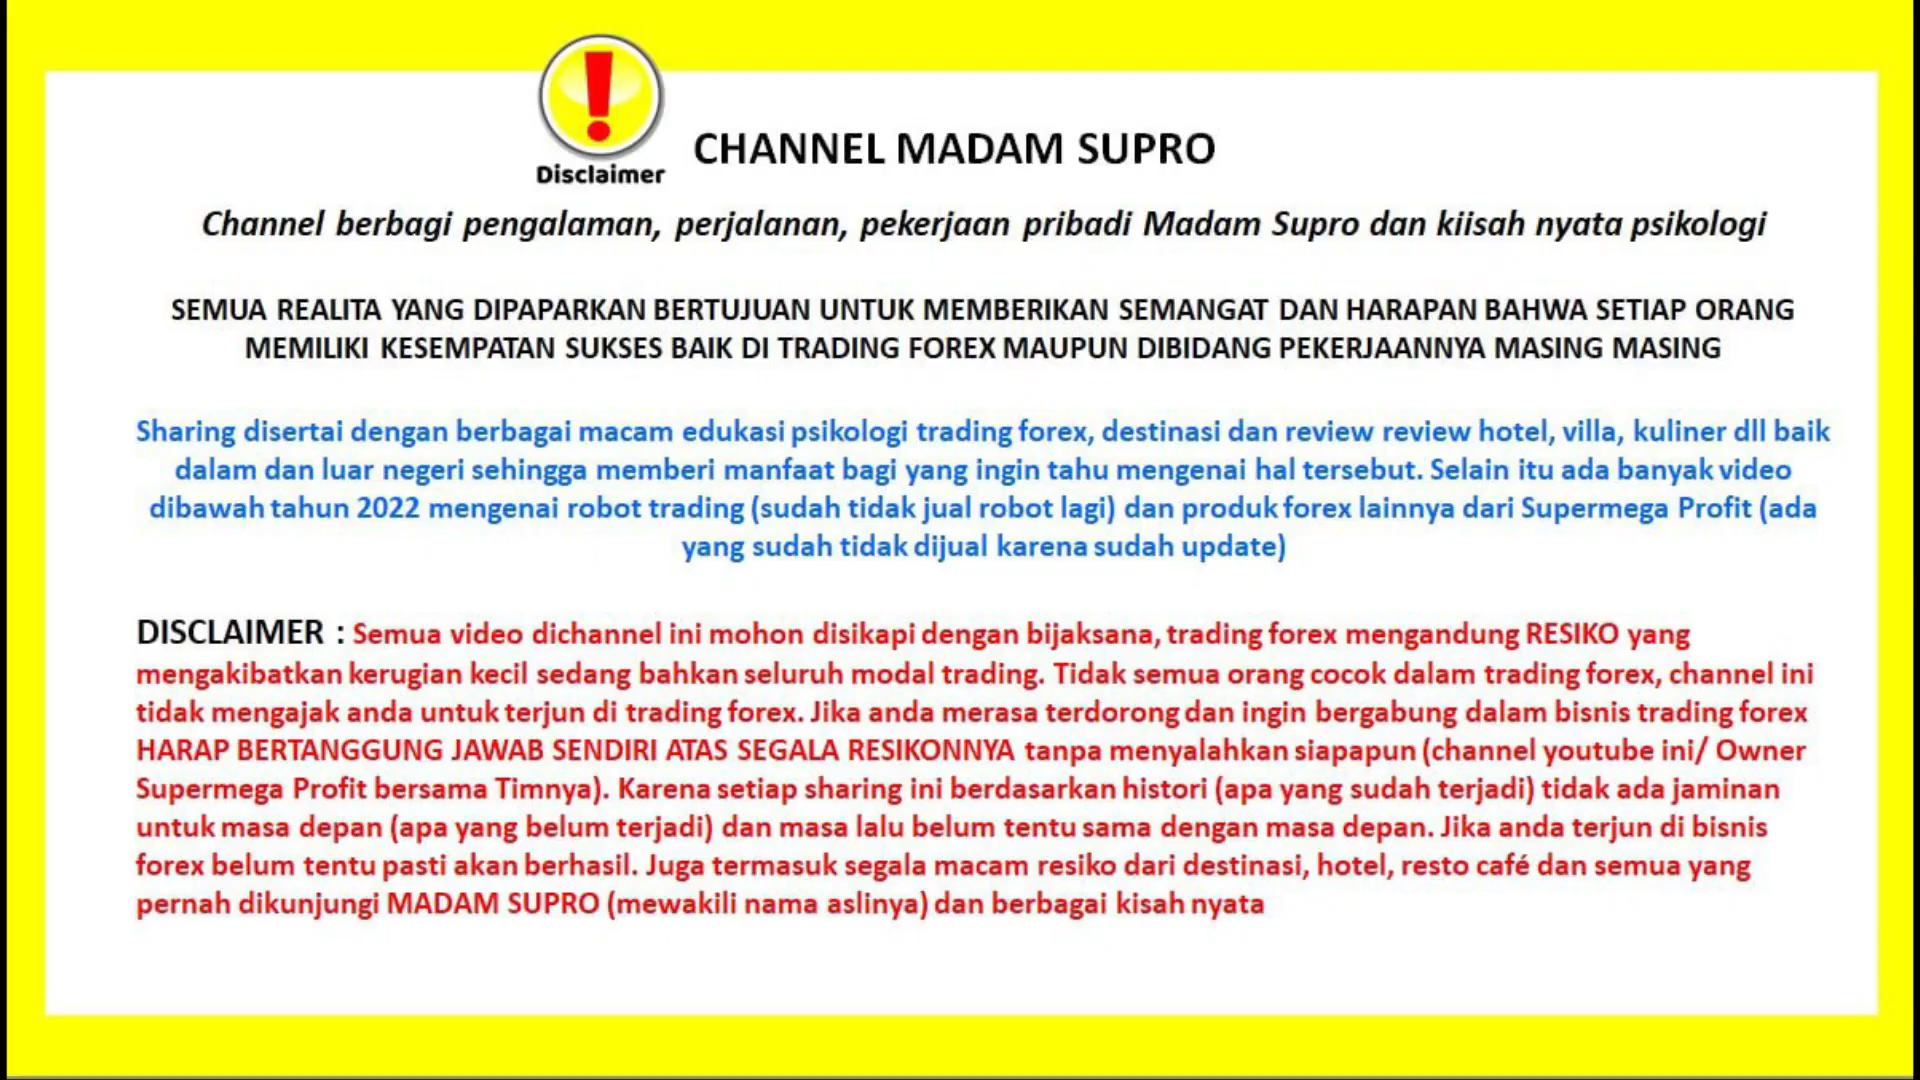 Disclaimer
CHANNEL MADAM SUPRO
Channel berbagi pengalaman, perjalanan, pekerjaan pribadi Madam Supro dan kiisah nyata psikologi
SEMUA REALITA YANG DIPAPARKAN BERTUJUAN UNTUK MEMBERIKAN SEMANGAT DAN HARAPAN BAHWA SETIAP ORANG
MEMILIKI KESEMPATAN SUKSES BAIK DI TRADING FOREX MAUPUN DIBIDANG PEKERJAANNYA MASING MASING
Sharing disertai dengan berbagai macam edukasi psikologi trading forex, destinasi dan review review hotel, villa, kuliner dll baik
dalam dan luar negeri sehingga memberi manfaat bagi yang ingin tahu mengenai hal tersebut. Selain itu ada banyak video
dibawah tahun 2022 mengenai robot trading (sudah tidak jual robot lagi) dan produk forex lainnya dari Supermega Profit (ada
yang sudah tidak dijual karena sudah update)
DISCLAIMER : Semua video dichannel ini mohon disikapi dengan bijaksana, trading forex mengandung RESIKO yang
mengakibatkan kerugian kecil sedang bahkan seluruh modal trading. Tidak semua orang cocok dalam trading forex, channel ini
tidak mengajak anda untuk terjun di trading forex. Jika anda merasa terdorong dan ingin bergabung dalam bisnis trading forex
HARAP BERTANGGUNG JAWAB SENDIRI ATAS SEGALA RESIKONNYA tanpa menyalahkan siapapun (channel youtube ini/ Owner
Supermega Profit bersama Timnya). Karena setiap sharing ini berdasarkan histori (apa yang sudah terjadi) tidak ada jaminan
untuk masa depan (apa yang belum terjadi) dan masa lalu belum tentu sama dengan masa depan. Jika anda terjun di bisnis
forex belum tentu pasti akan berhasil. Juga termasuk segala macam resiko dari destinasi, hotel, resto café dan semua yang
pernah dikunjungi MADAM SUPRO (mewakili nama aslinya) dan berbagai kisah nyata